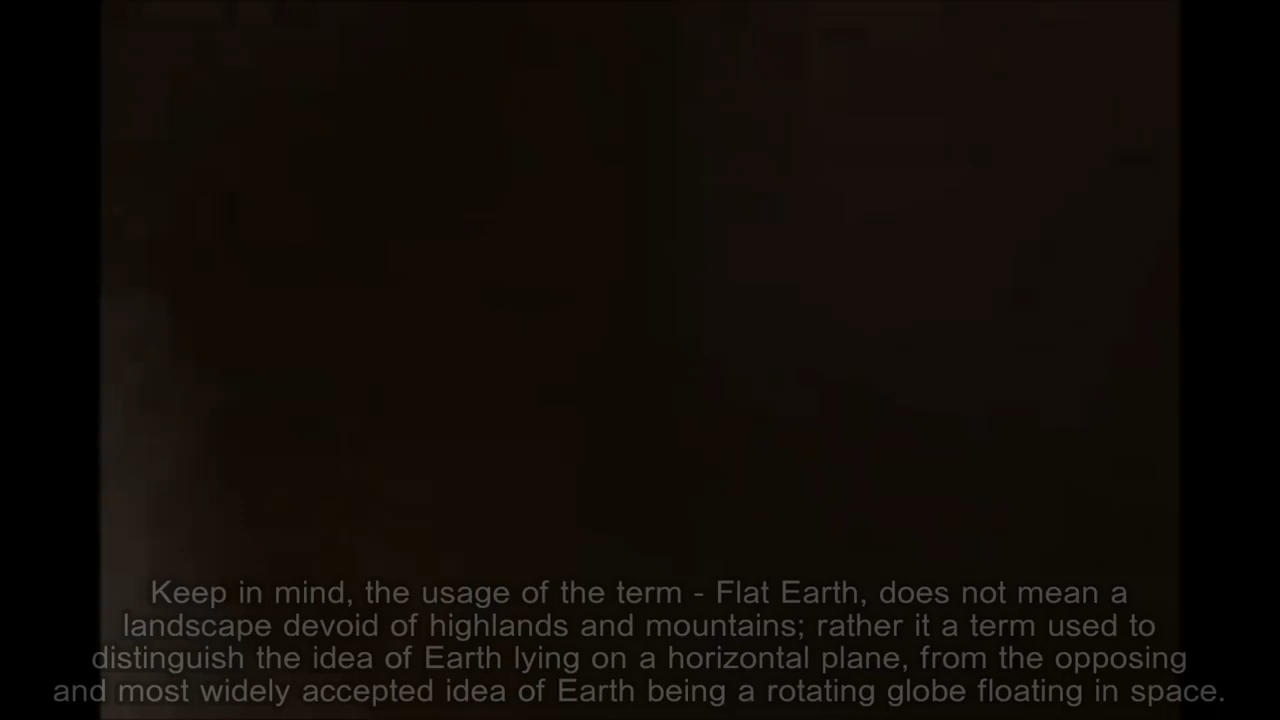 Keep in mind, the usage of the term - Flat Earth, does not mean a
landscape devoid of highlands and mountains; rather it a term used to
distinguish the idea of Earth lying on a horizontal plane, from the opposing
and most widely accepted idea of Earth being a rotating globe floating in space.